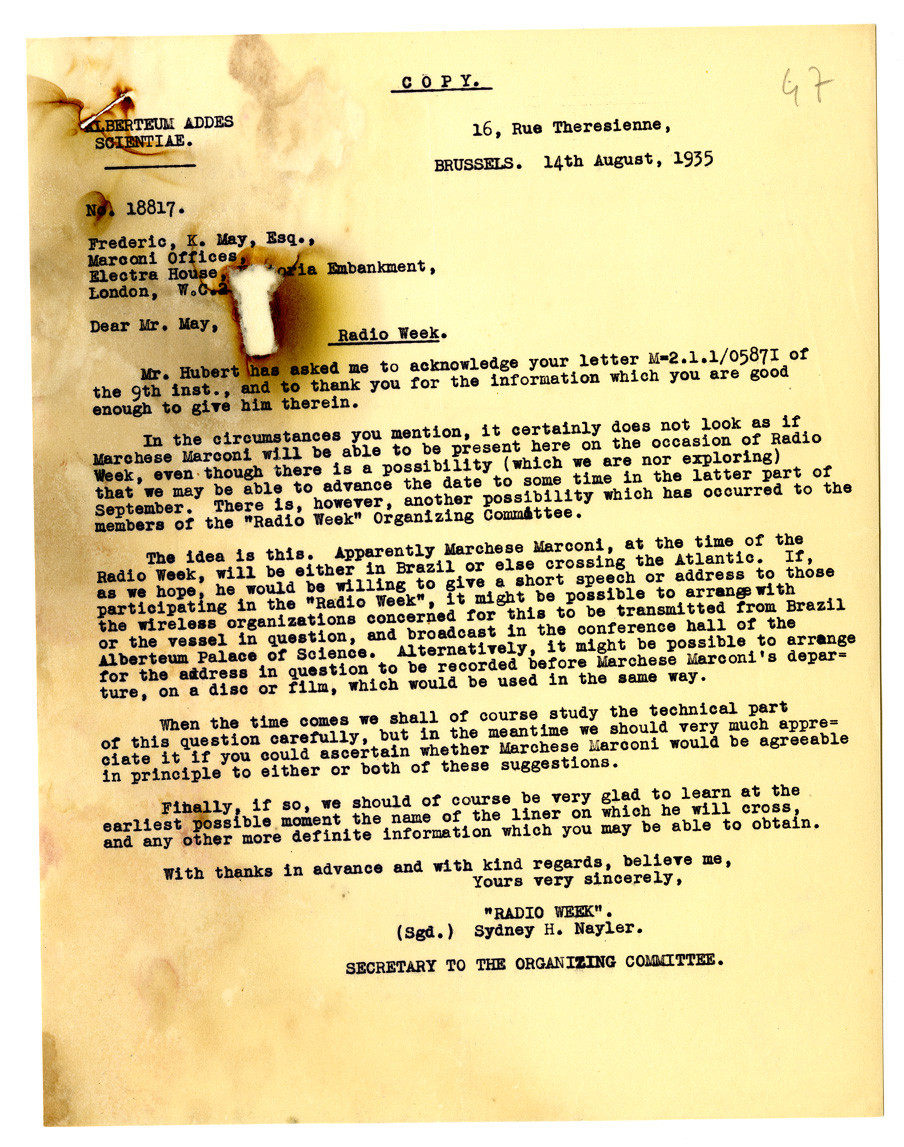 COPY.
47
ALBERTEUM ADDES
SCIENTIAE.
16, Rue Theresienne,
BRUSSELS. 14th August, 1935
No. 18817.
Frederic, K. May, Esq.,
Marconi Offices,
Electra House, toria Embankment,
London, W.C.2
Dear Mr. May,
Radio Week.
Mr. Hubert has asked me to acknowledge your letter M=2.1.1/0587I of
the 9th inst., and to thank you for the information which you are good
enough to give him therein.
In the circumstances you mention, it certainly does not look as if
Marchese Marconi will be able to be present here on the occasion of Radio
Week, even though there is a possibility (which we are nor exploring)
that we may be able to advance the date to some time in the latter part of
September. There is, however, another possibility which has occurred to the
members of the "Radio Week" Organizing Committee.
The idea is this. Apparently Marchese Marconi, at the time of the
Radio Week, will be either in Brazil or else crossing the Atlantic. If,
as we hope, he would be willing to give a short speech or address to those
participating in the "Radio Week", it might be possible to arrange with
the wireless organizations concerned for this to be transmitted from Brazil
or the vessel in question, and broadcast in the conference hall of the
Alberteum Palace of Science. Alternatively, it might be possible to arrange
for the address in question to be recorded before Marchese Marconi's depar=
ture, on a disc or film, which would be used in the same way.
When the time comes we shall of course study the technical part
of this question carefully, but in the meantime we should very much appre=
ciate it if you could ascertain whether Marchese Marconi would be agreeable
in principle to either or both of these suggestions.
Finally, if so, we should of course be very glad to learn at the
earliest possible moment the name of the liner on which he will cross,
and any other more definite information which you may be able to obtain.
With thanks in advance and with kind regards, believe me,
Yours very sincerely,
"RADIO WEEK".
(Sgd.) Sydney H. Nayler.
SECRETARY TO THE ORGANIZING COMMITTEE.